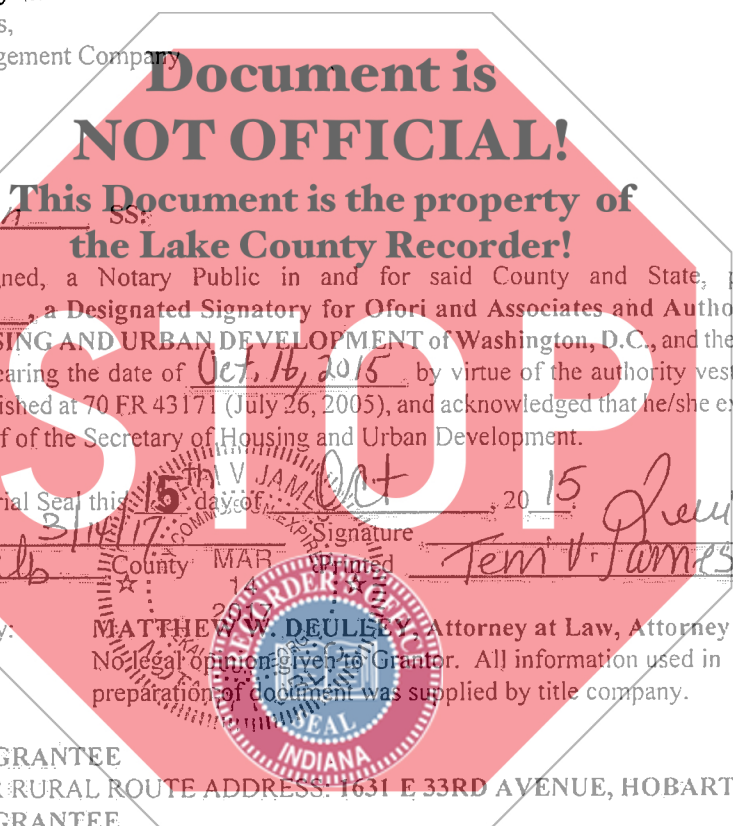 s,
gement Company
Document is
NOT OFFICIAL!
This Document is the property of
SS:
the Lake County Recorder!
ned, a Notary Public in and for said County and State, p
, a Designated Signatory for Ofori and Associates and Autho
SING AND URBAN DEVELOPMENT of Washington, D.C., and the
earing the date of Oct. 16, 2015 by virtue of the authority vest
ished at 70 FR 43171 (July 26, 2005), and acknowledged that he/she ex
f of the Secretary of Housing and Urban Development.
STOP
rial Seal this 15th day of Oct, 20 15
V JAM
COMMISSION EXPIRES
3/14/17
Signature
County
Printed
Terri V. James
MAR
14
2017
RECORDER
SEAL
INDIANA
y: MATTHEW W. DEULLEY, Attorney at Law, Attorney
No legal opinion given to Grantor. All information used in
preparation of document was supplied by title company.
GRANTEE
R RURAL ROUTE ADDRESS: 1631 E 33RD AVENUE, HOBART
GRANTEE